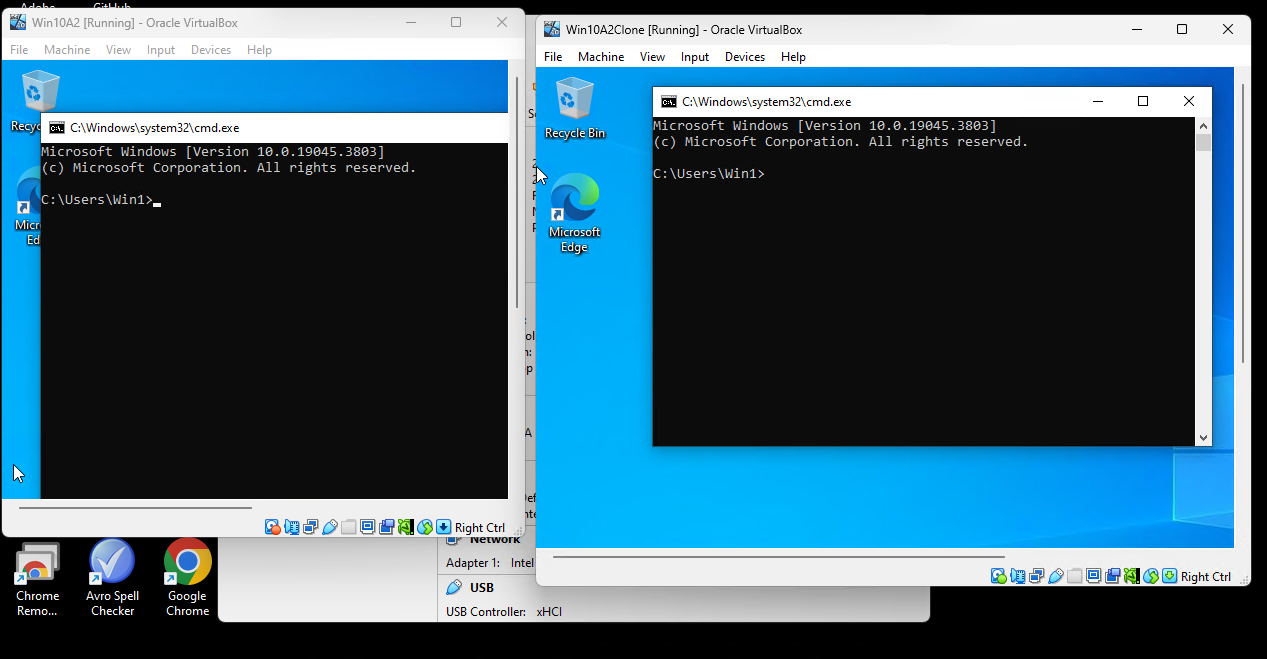 Adobe GitHub
Win10A2 [Running] - Oracle VirtualBox
File Machine View Input Devices Help
C:\Windows\system32\cmd.exe
Microsoft Windows [Version 10.0.19045.3803]
(c) Microsoft Corporation. All rights reserved.
C:\Users\Win1>
Right Ctrl
Win10A2Clone [Running] - Oracle VirtualBox
File Machine View Input Devices Help
Recycle Bin
Microsoft
Edge
C:\Windows\system32\cmd.exe
Microsoft Windows [Version 10.0.19045.3803]
(c) Microsoft Corporation. All rights reserved.
C:\Users\Win1>
Right Ctrl
Network
Adapter 1: Intel
USB
USB Controller: xHCI
Chrome
Remo...
Avro Spell
Checker
Google
Chrome